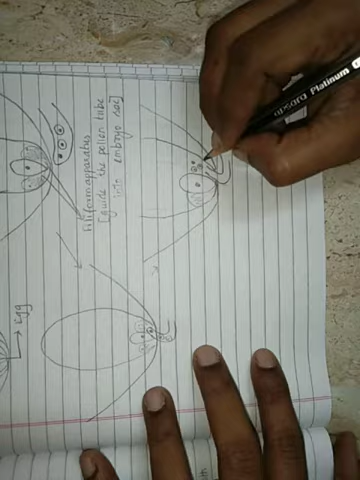 Filiform apparatus
[guide the pollen tube
into embryo sac]
→ Egg
apsara Platinum